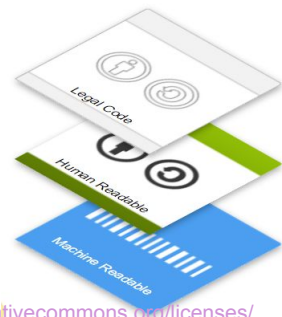 Legal Code
Human Readable
Machine Readable
tivecommons.org/licenses/